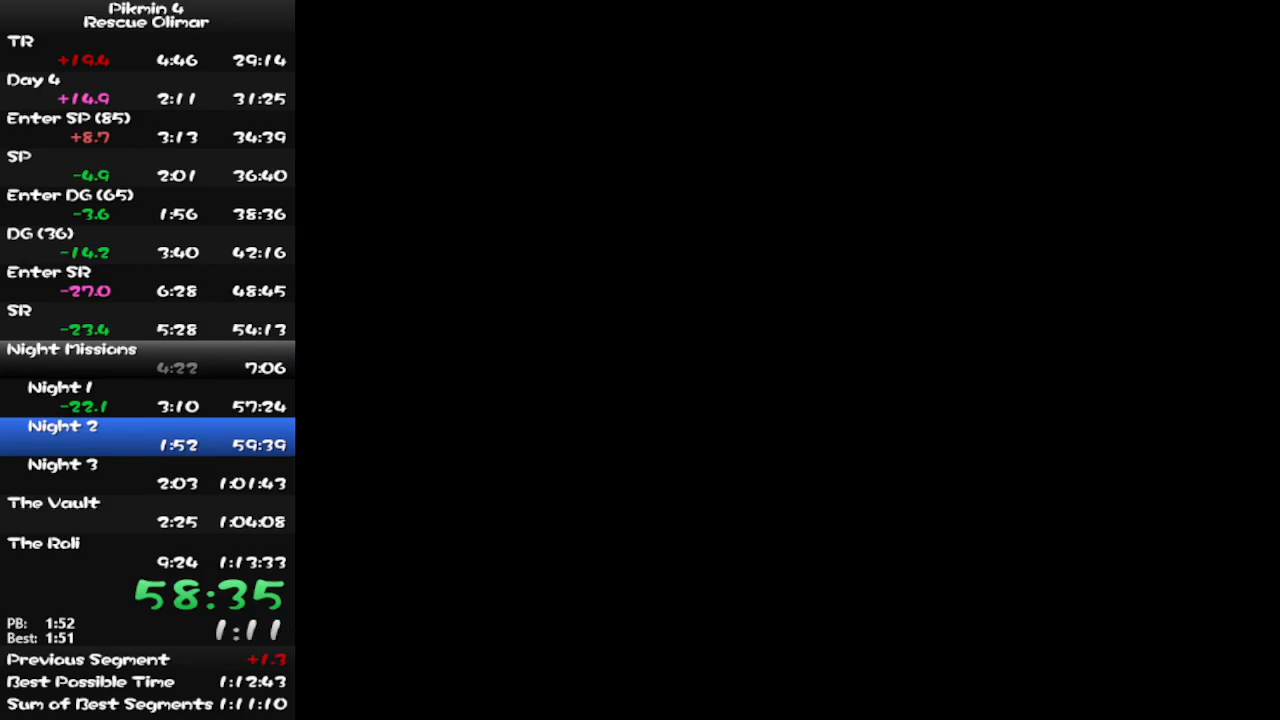 Pikmin 4
Rescue Olimar
TR
+19.4 4:46 29:14
Day 4
+14.9 2:11 31:25
Enter SP (85)
+8.7 3:13 34:39
SP
-4.9 2:01 36:40
Enter DG (65)
-3.6 1:56 38:36
DG (36)
-14.2 3:40 42:16
Enter SR
-27.0 6:28 48:45
SR
-23.4 5:28 54:13
Night Missions
4:22 7:06
Night 1
-22.1 3:10 57:24
Night 2
1:52 59:39
Night 3
2:03 1:01:43
The Vault
2:25 1:04:08
The Roli
9:24 1:13:33
58:35
PB: 1:52 1:11
Best: 1:51
Previous Segment +1.3
Best Possible Time 1:12:43
Sum of Best Segments 1:11:10